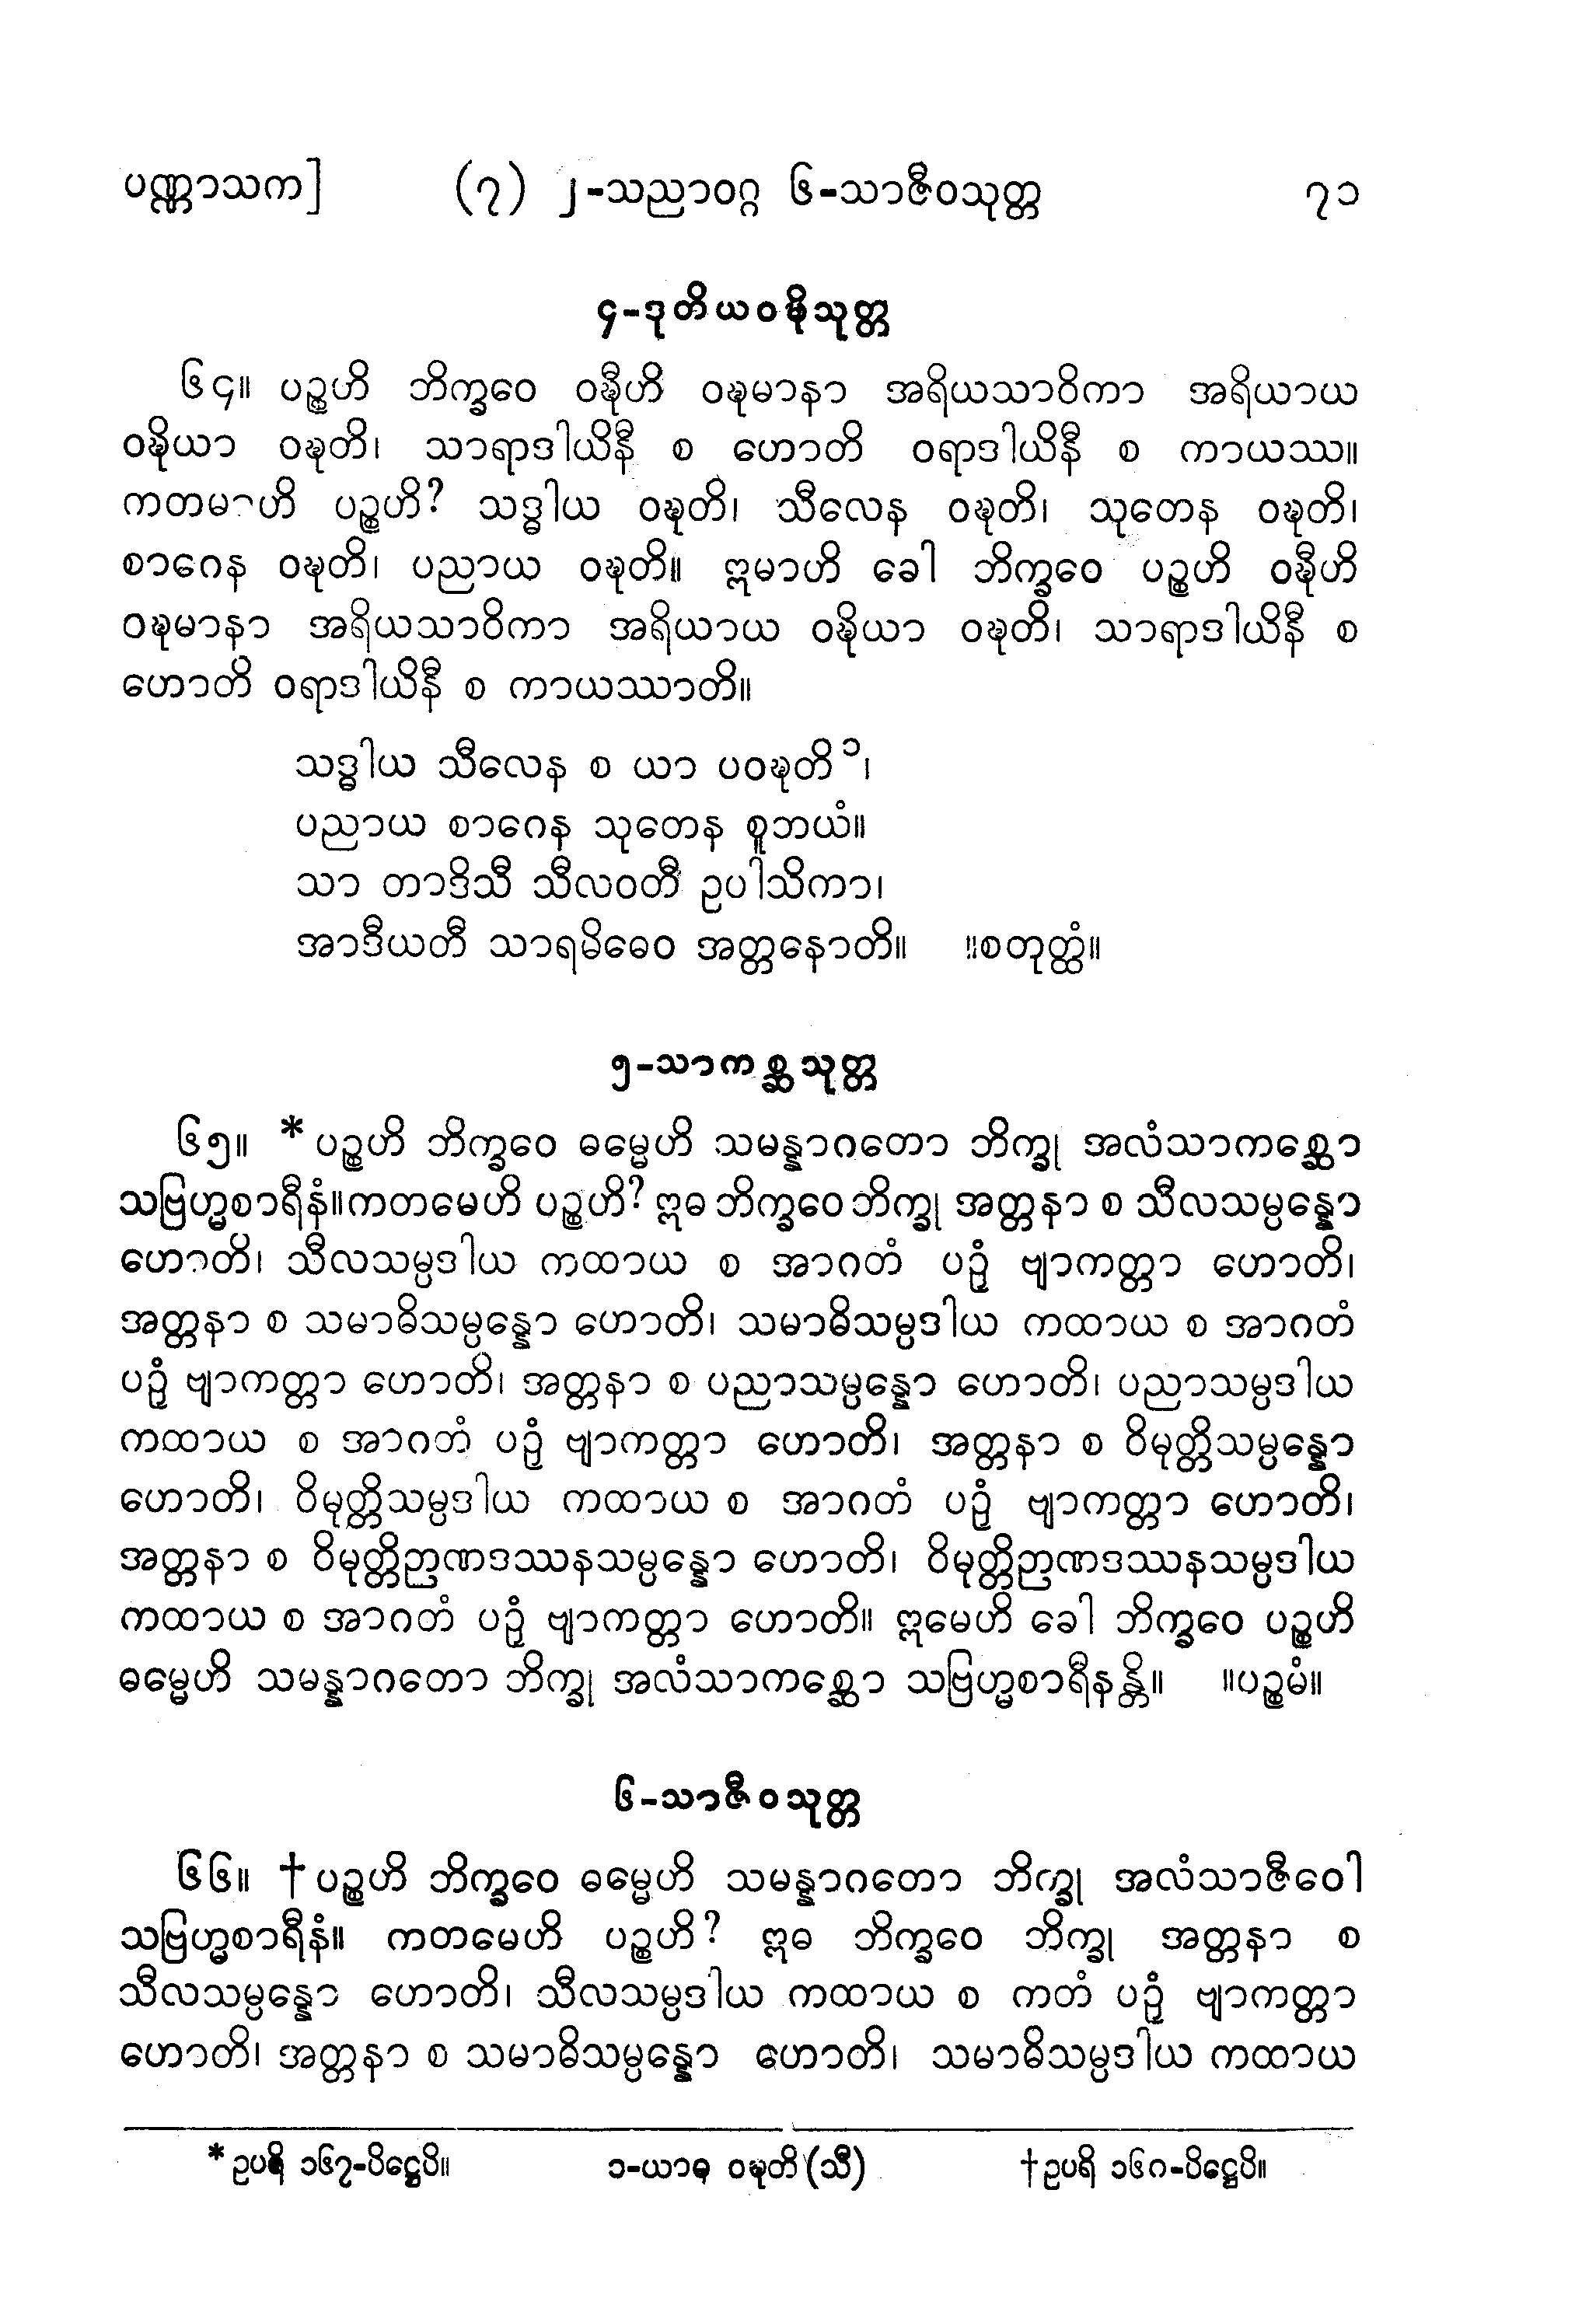 ပဏ္ဏာသက] (၇) ၂-သညာဝဂ္ဂ ၆-သာဇီဝသုတ္တ ၇၁
၄-ဒုတိယဝဍ္ဎိသုတ္တ
၆၄။ ပဉ္စဟိ ဘိက္ခဝေ ဝဍ္ဎီဟိ ဝဍ္ဎမာနာ အရိယသာဝိကာ အရိယာယ
ဝဍ္ဎိယာ ဝဍ္ဎတိ၊ သာရာဒါယိနီ စ ဟောတိ ဝရာဒါယိနီ စ ကာယဿ။
ကတမာဟိ ပဉ္စဟိ? သဒ္ဓါယ ဝဍ္ဎတိ၊ သီလေန ဝဍ္ဎတိ၊ သုတေန ဝဍ္ဎတိ၊
စာဂေန ဝဍ္ဎတိ၊ ပညာယ ဝဍ္ဎတိ။ ဣမာဟိ ခေါ ဘိက္ခဝေ ပဉ္စဟိ ဝဍ္ဎီဟိ
ဝဍ္ဎမာနာ အရိယသာဝိကာ အရိယာယ ဝဍ္ဎိယာ ဝဍ္ဎတိ၊ သာရာဒါယိနီ စ
ဟောတိ ဝရာဒါယိနီ စ ကာယဿာတိ။
သဒ္ဓါယ သီလေန စ ယာ ပဝဍ္ဎတိ ၁၊
ပညာယ စာဂေန သုတေန စူဘယံ။
သာ တာဒိသီ သီလဝတီ ဥပါသိကာ၊
အာဒီယတီ သာရမိဓေဝ အတ္တနောတိ။ ။စတုတ္ထံ။
၅-သာကစ္ဆသုတ္တ
၆၅။ * ပဉ္စဟိ ဘိက္ခဝေ ဓမ္မေဟိ သမန္နာဂတော ဘိက္ခု အလံသာကစ္ဆော
သဗြဟ္မစာရီနံ။ကတမေဟိ ပဉ္စဟိ? ဣဓ ဘိက္ခဝေ ဘိက္ခု အတ္တနာ စ သီလသမ္ပန္နော
ဟောတိ၊ သီလသမ္ပဒါယ ကထာယ စ အာဂတံ ပဉှံ ဗျာကတ္တာ ဟောတိ၊
အတ္တနာ စ သမာဓိသမ္ပန္နော ဟောတိ၊ သမာဓိသမ္ပဒါယ ကထာယ စ အာဂတံ
ပဉှံ ဗျာကတ္တာ ဟောတိ၊ အတ္တနာ စ ပညာသမ္ပန္နော ဟောတိ၊ ပညာသမ္ပဒါယ
ကထာယ စ အာဂတံ ပဉှံ ဗျာကတ္တာ ဟောတိ၊ အတ္တနာ စ ဝိမုတ္တိသမ္ပန္နော
ဟောတိ၊ ဝိမုတ္တိသမ္ပဒါယ ကထာယ စ အာဂတံ ပဉှံ ဗျာကတ္တာ ဟောတိ၊
အတ္တနာ စ ဝိမုတ္တိဉာဏဒဿနသမ္ပန္နော ဟောတိ၊ ဝိမုတ္တိဉာဏဒဿနသမ္ပဒါယ
ကထာယ စ အာဂတံ ပဉှံ ဗျာကတ္တာ ဟောတိ။ ဣမေဟိ ခေါ ဘိက္ခဝေ ပဉ္စဟိ
ဓမ္မေဟိ သမန္နာဂတော ဘိက္ခု အလံသာကစ္ဆော သဗြဟ္မစာရီနန္တိ။ ။ပဉ္စမံ။
၆-သာဇီဝသုတ္တ
၆၆။ † ပဉ္စဟိ ဘိက္ခဝေ ဓမ္မေဟိ သမန္နာဂတော ဘိက္ခု အလံသာဇီဝေါ
သဗြဟ္မစာရီနံ။ ကတမေဟိ ပဉ္စဟိ? ဣဓ ဘိက္ခဝေ ဘိက္ခု အတ္တနာ စ
သီလသမ္ပန္နော ဟောတိ၊ သီလသမ္ပဒါယ ကထာယ စ ကတံ ပဉှံ ဗျာကတ္တာ
ဟောတိ၊ အတ္တနာ စ သမာဓိသမ္ပန္နော ဟောတိ၊ သမာဓိသမ္ပဒါယ ကထာယ
* ဥပရိ ၁၆၇-ပိဋ္ဌေပိ။ ၁-ယာဓ ဝဍ္ဎတိ (သီ) † ဥပရိ ၁၆၈-ပိဋ္ဌေပိ။